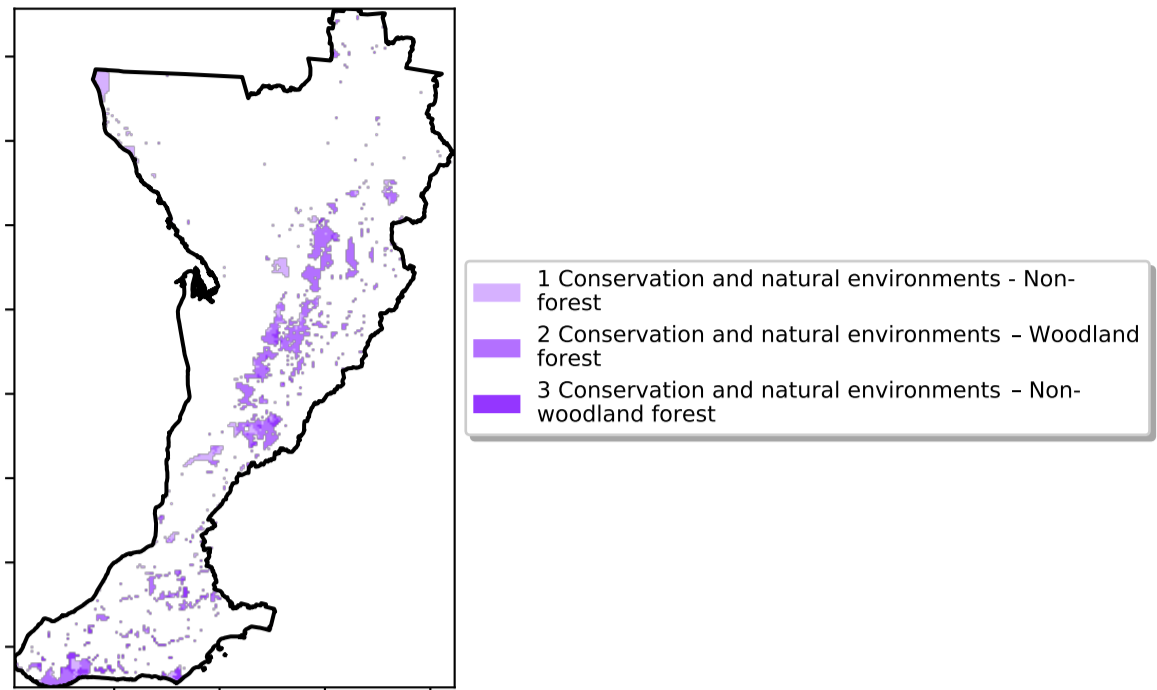 1 Conservation and natural environments - Non-
forest
2 Conservation and natural environments – Woodland
forest
3 Conservation and natural environments – Non-
woodland forest